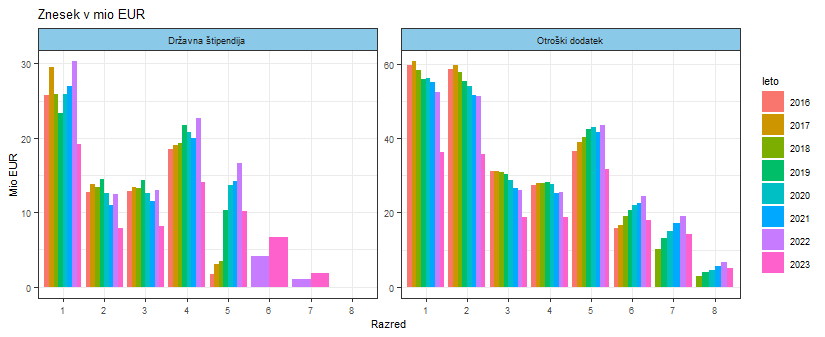 Znesek v mio EUR
Državna štipendija
Otroški dodatek
Mio EUR
30
20
10
0
60
40
20
0
1 2 3 4 5 6 7 8
1 2 3 4 5 6 7 8
Razred
leto
2016
2017
2018
2019
2020
2021
2022
2023